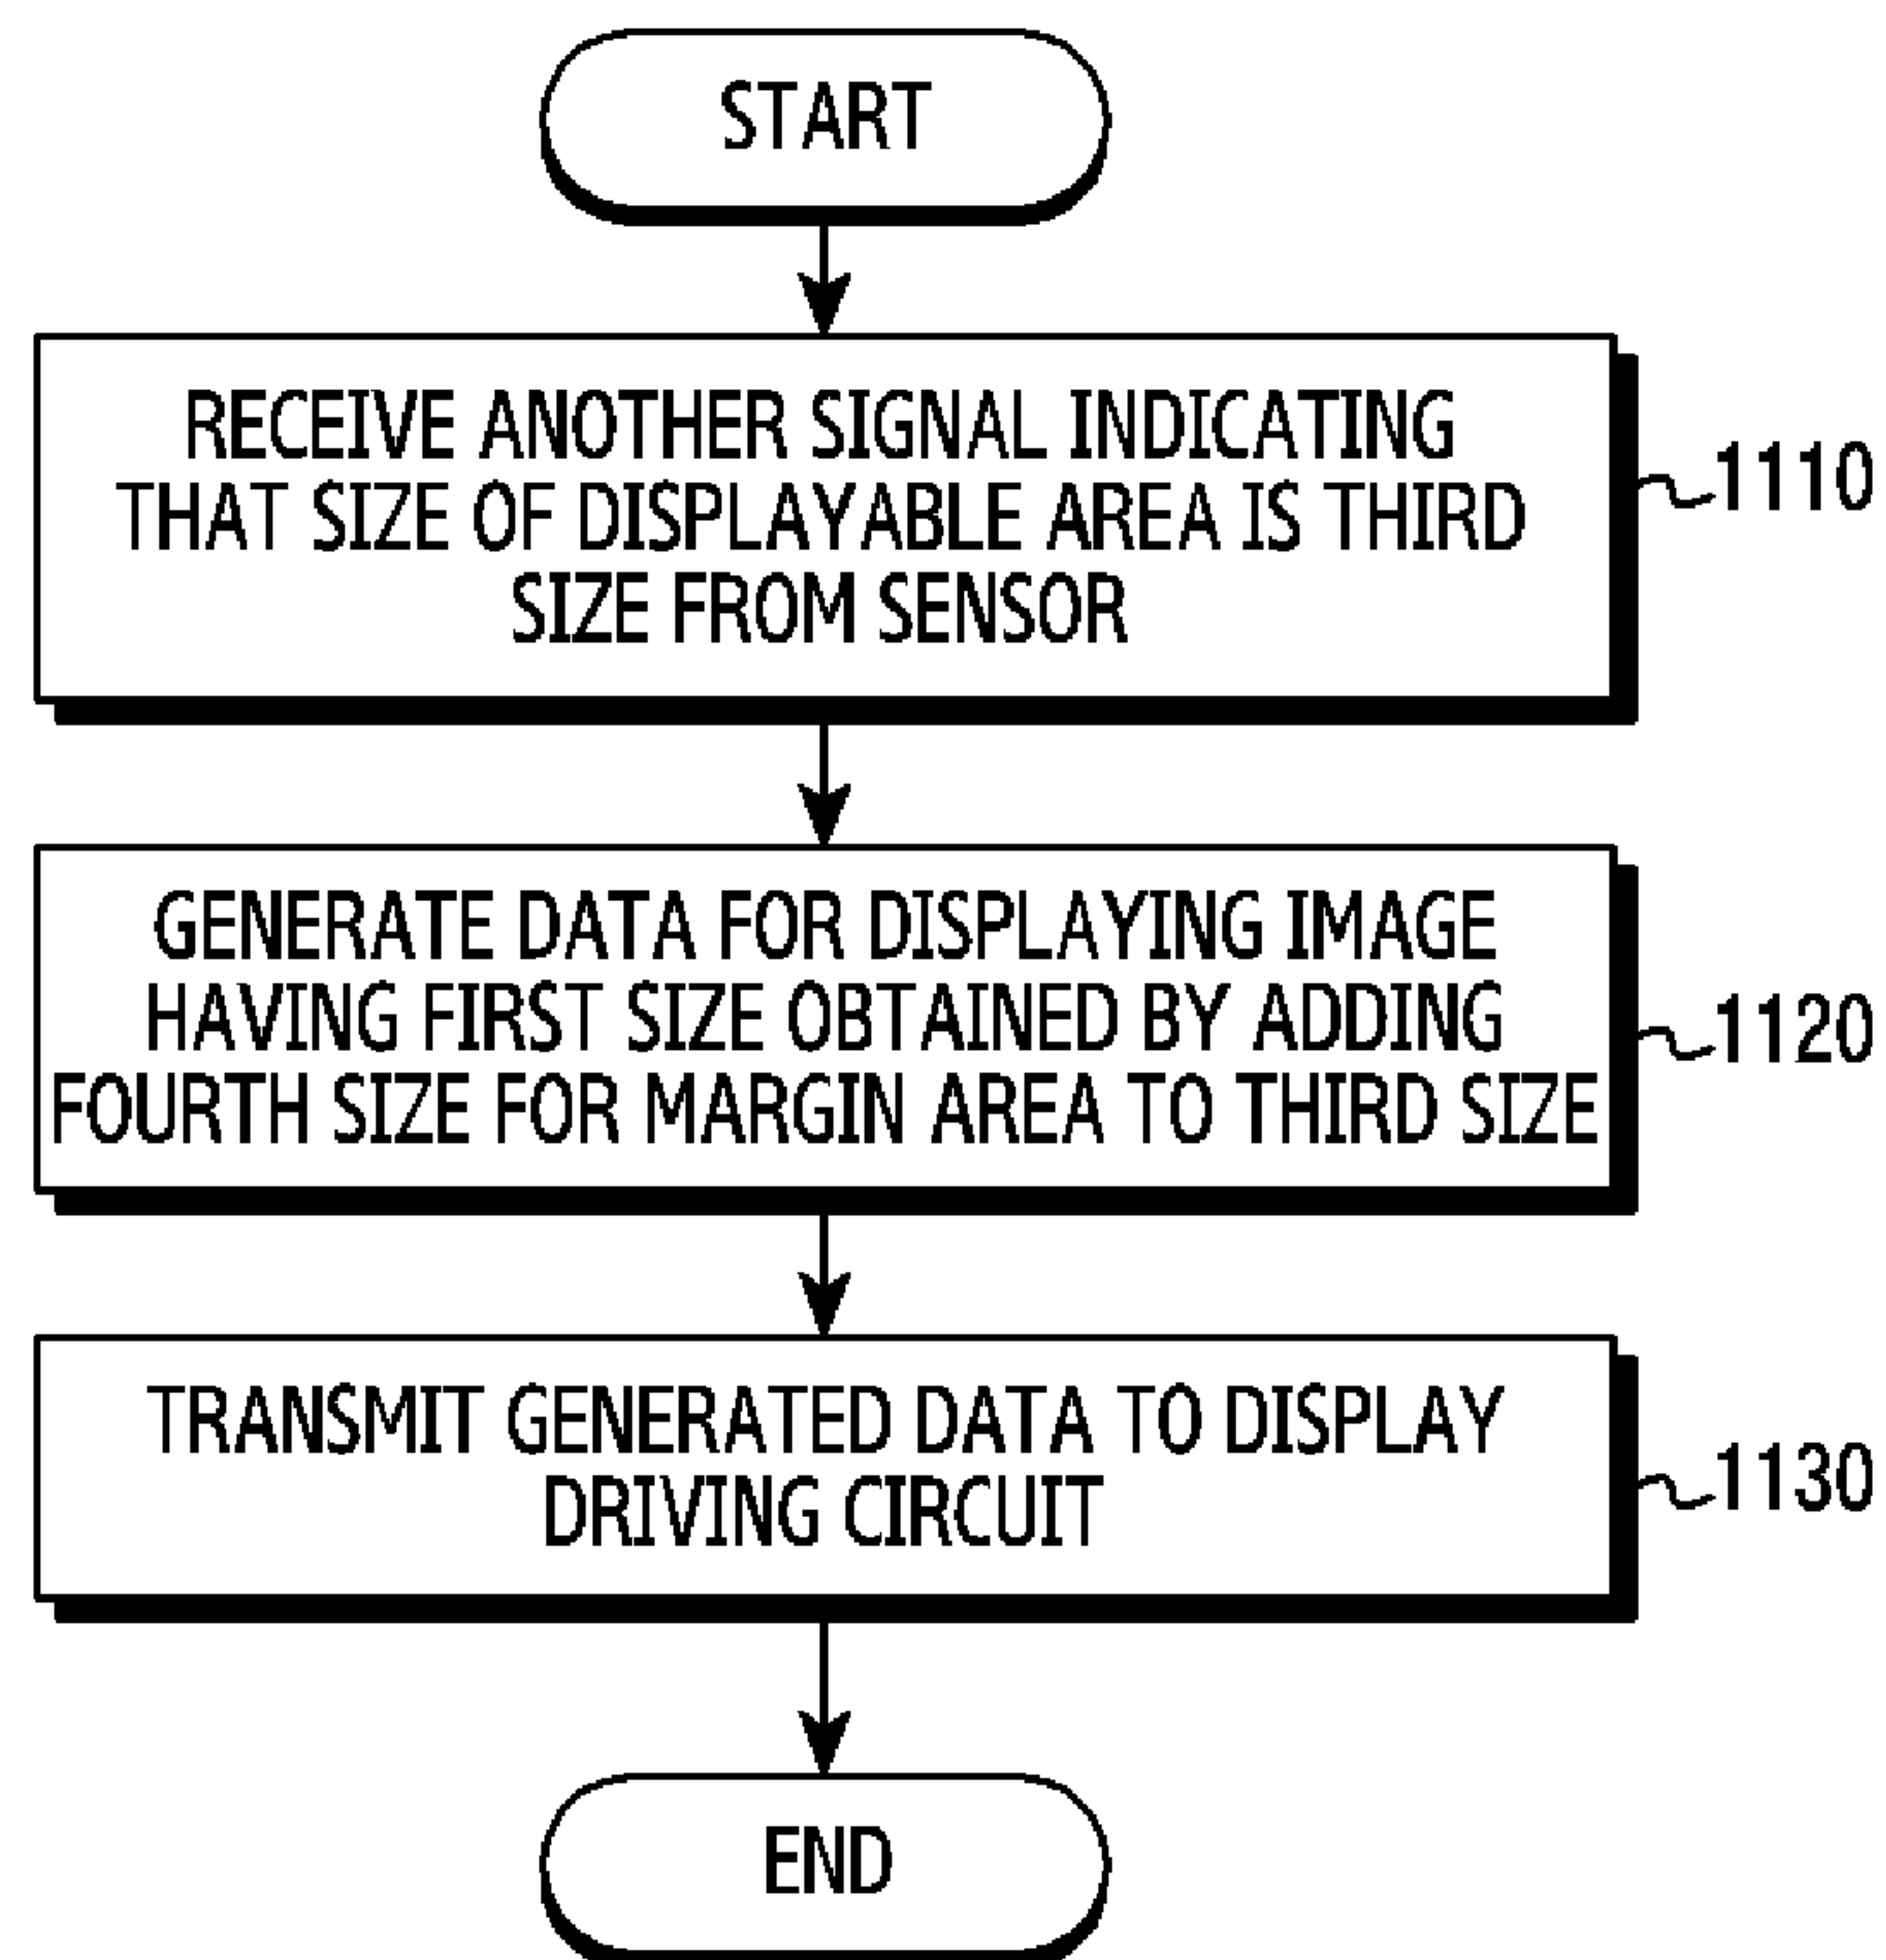 START
RECEIVE ANOTHER SIGNAL INDICATING
THAT SIZE OF DISPLAYABLE AREA IS THIRD
SIZE FROM SENSOR
1110
GENERATE DATA FOR DISPLAYING IMAGE
HAVING FIRST SIZE OBTAINED BY ADDING
FOURTH SIZE FOR MARGIN AREA TO THIRD SIZE
1120
TRANSMIT GENERATED DATA TO DISPLAY
DRIVING CIRCUIT
1130
END